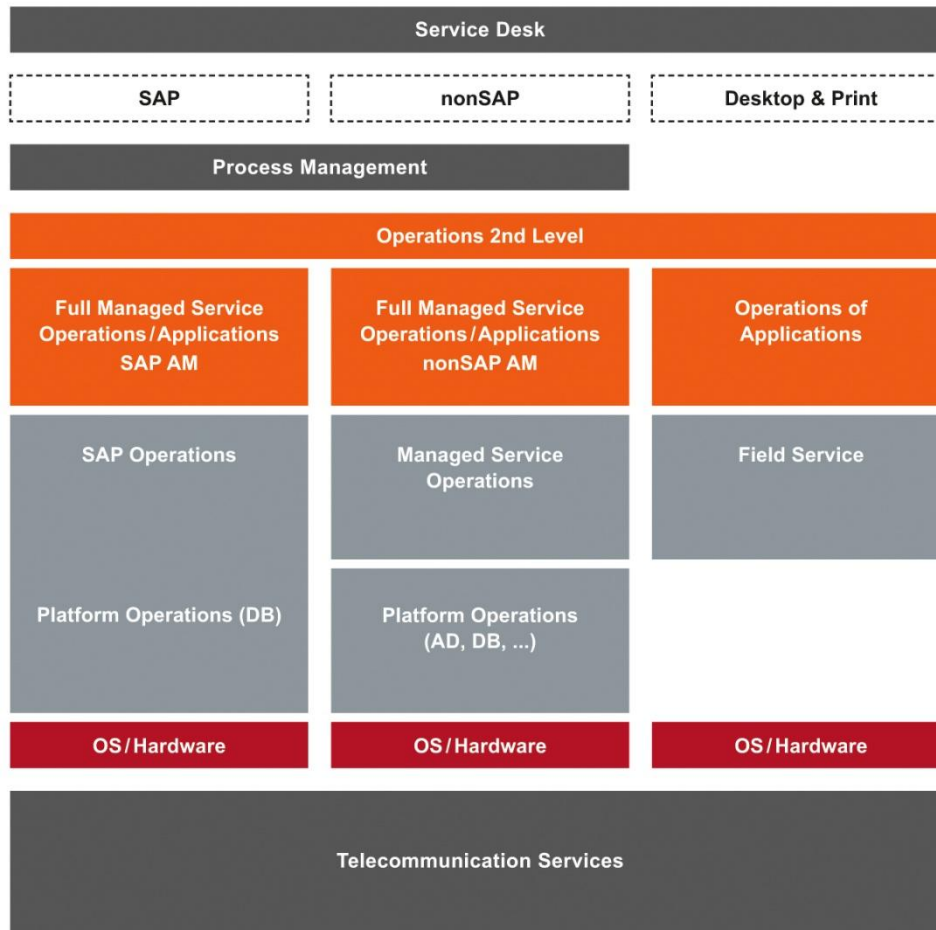 Service Desk
SAP
nonSAP
Desktop & Print
Process Management
Operations 2nd Level
Full Managed Service
Operations/Applications
SAP AM
Full Managed Service
Operations/Applications
nonSAP AM
Operations of
Applications
SAP Operations
Managed Service
Operations
Field Service
Platform Operations (DB)
Platform Operations
(AD, DB, ...)
OS/Hardware
OS/Hardware
OS/Hardware
Telecommunication Services